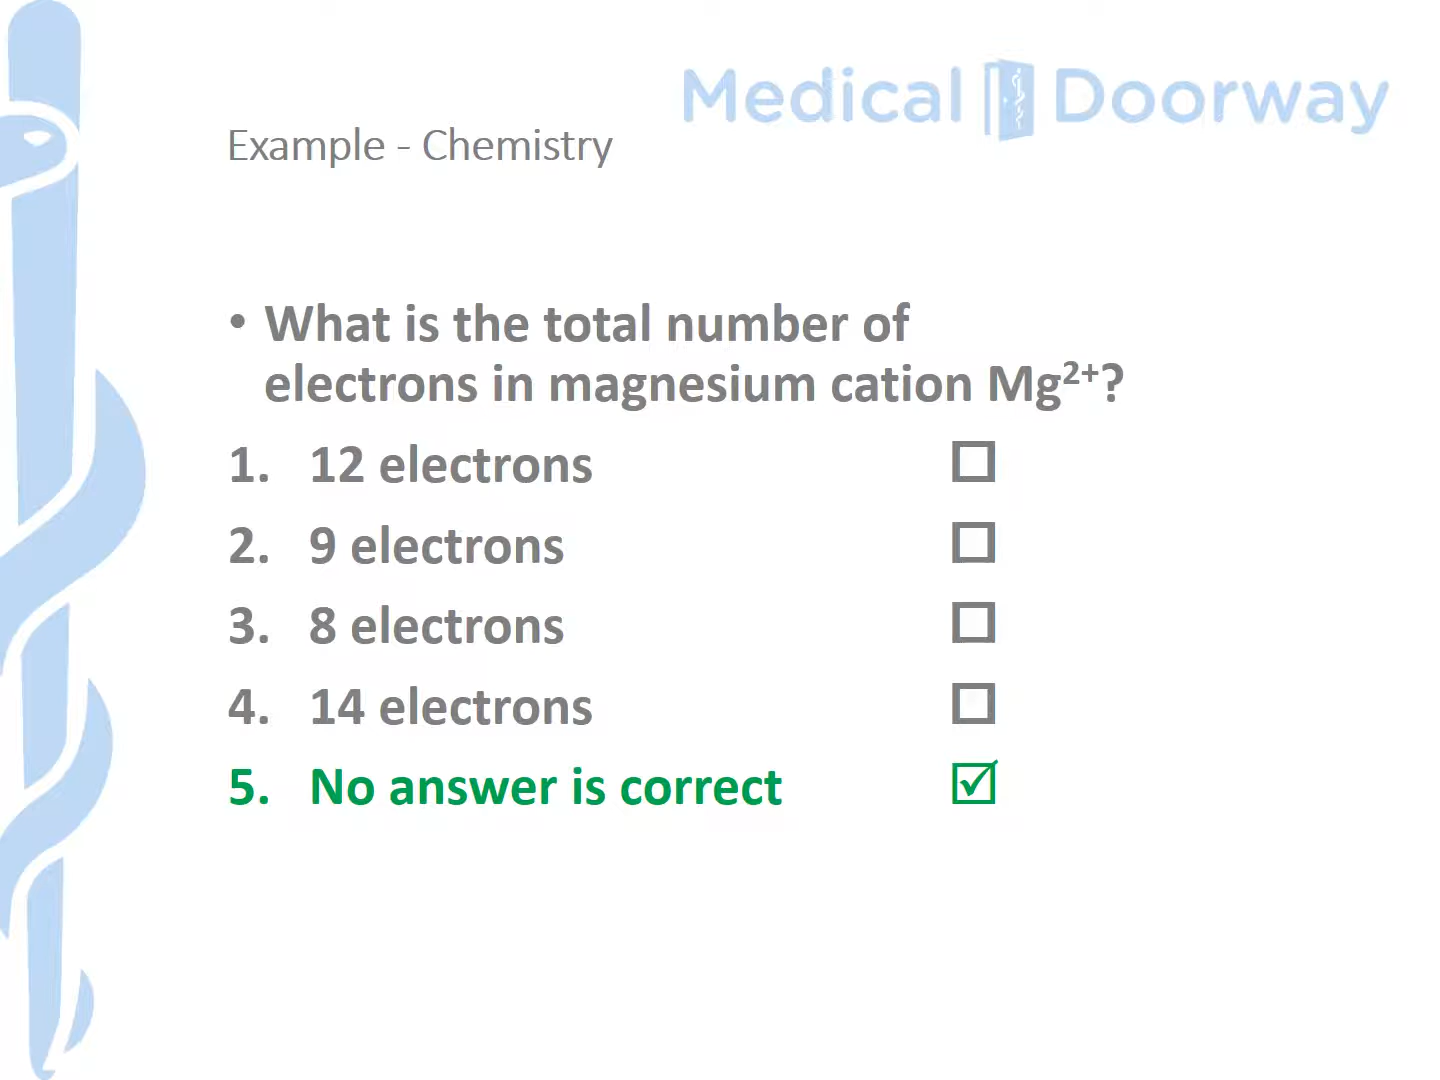 Medical Doorway
Example - Chemistry
• What is the total number of
electrons in magnesium cation Mg²⁺?
1. 12 electrons ☐
2. 9 electrons ☐
3. 8 electrons ☐
4. 14 electrons ☐
5. No answer is correct ☑